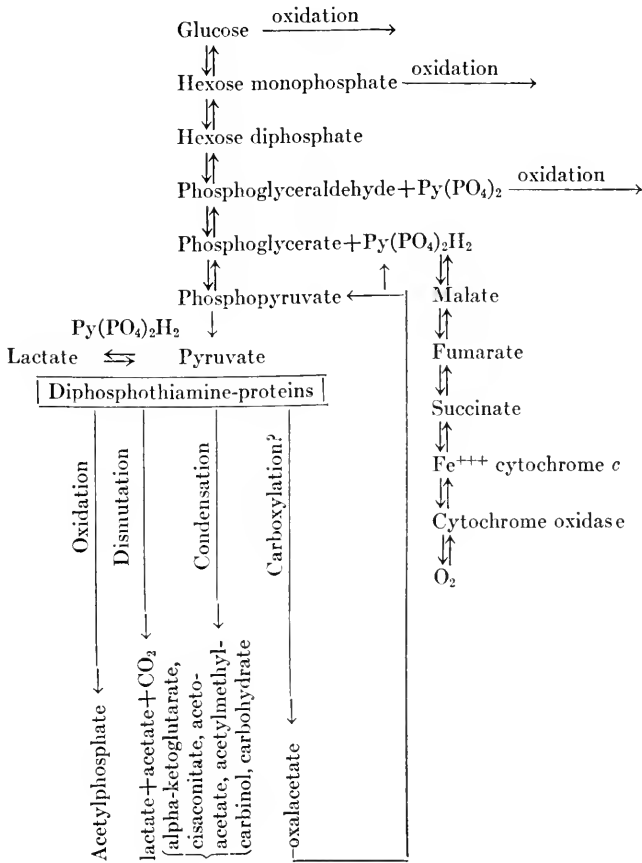 Glucose oxidation
Hexose monophosphate oxidation
Hexose diphosphate
Phosphoglyceraldehyde+Py(PO₄)₂ oxidation
Phosphoglycerate+Py(PO₄)₂H₂
Phosphopyruvate Malate
Py(PO₄)₂H₂
Lactate Pyruvate Fumarate
Diphosphothiamine-proteins
Succinate
Fe⁺⁺⁺ cytochrome c
Cytochrome oxidase
O₂
Oxidation
Dismutation
Condensation
Carboxylation?
Acetylphosphate
lactate+acetate+CO₂
alpha-ketoglutarate,
cisaconitate, aceto-
acetate, acetylmethyl-
carbinol, carbohydrate
oxalacetate